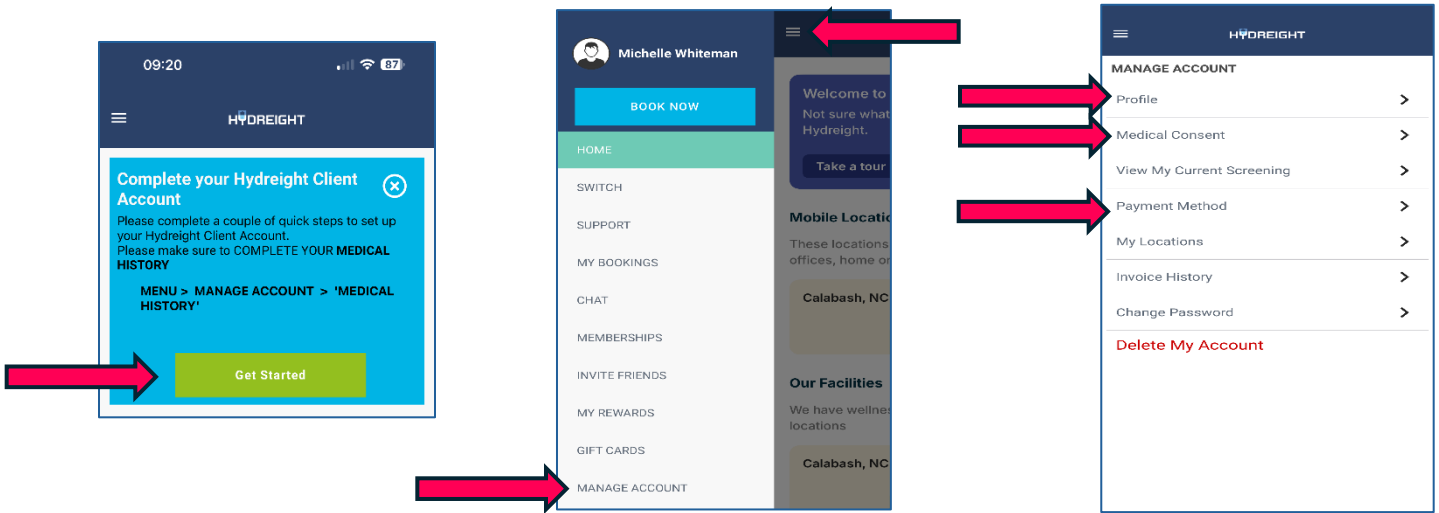 09:20
87
HYDREIGHT
Complete your Hydreight Client
Account
Please complete a couple of quick steps to set up
your Hydreight Client Account.
Please make sure to COMPLETE YOUR MEDICAL
HISTORY
MENU > MANAGE ACCOUNT > 'MEDICAL
HISTORY'
Get Started
Michelle Whiteman
BOOK NOW
HOME
SWITCH
SUPPORT
MY BOOKINGS
CHAT
MEMBERSHIPS
INVITE FRIENDS
MY REWARDS
GIFT CARDS
MANAGE ACCOUNT
Welcome to
Not sure what
Hydreight.
Take a tour
Mobile Locatio
These locations
offices, home or
Calabash, NC
Our Facilities
We have wellnes
locations
Calabash, NC
HYDREIGHT
MANAGE ACCOUNT
Profile
Medical Consent
View My Current Screening
Payment Method
My Locations
Invoice History
Change Password
Delete My Account